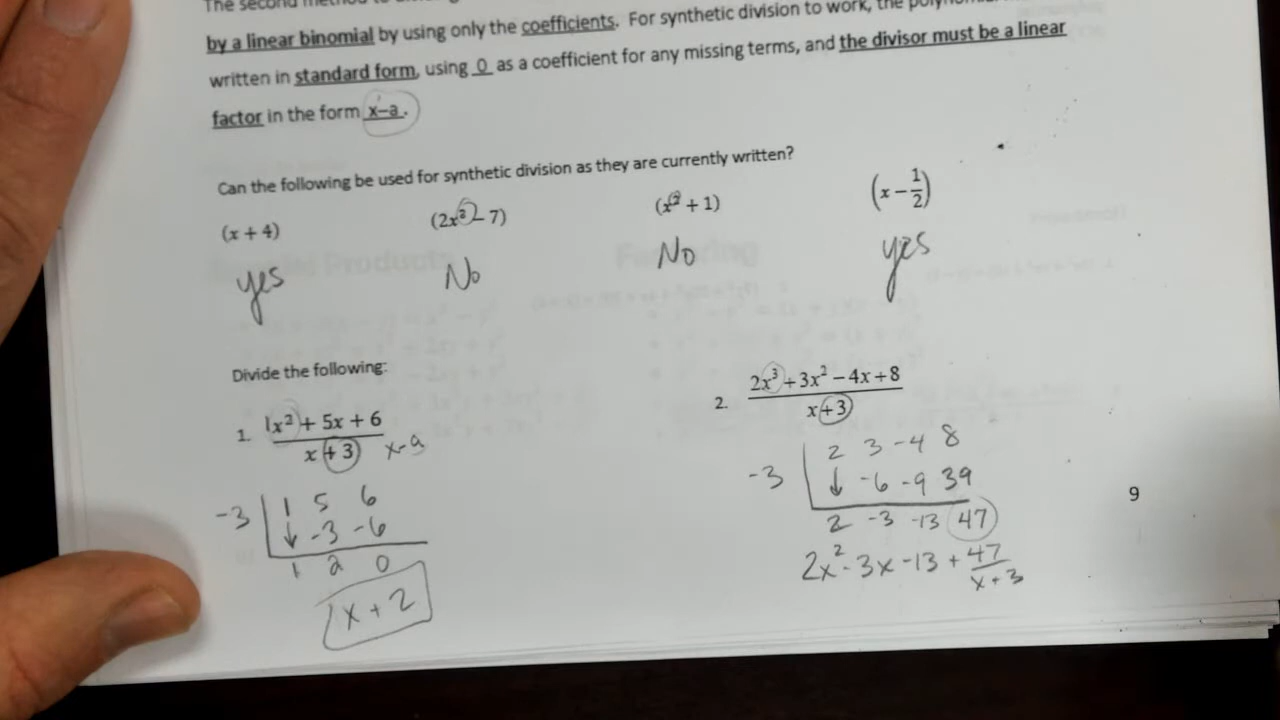 The second method to
by a linear binomial by using only the coefficients. For synthetic division to work, the
written in standard form, using 0 as a coefficient for any missing terms, and the divisor must be a linear
factor in the form x–a.
Can the following be used for synthetic division as they are currently written?
(x + 4) (2x² – 7) (x² + 1) (x – 1/2)
yes No No yes
Divide the following:
1. 1x² + 5x + 6
x + 3 x-a
-3 1 5 6
↓ -3 -6
1 2 0
x + 2
2. 2x³ + 3x² – 4x + 8
x + 3
-3 2 3 -4 8
↓ -6 -9 39
2 -3 -13 47
2x² - 3x - 13 + 47
x + 3
9